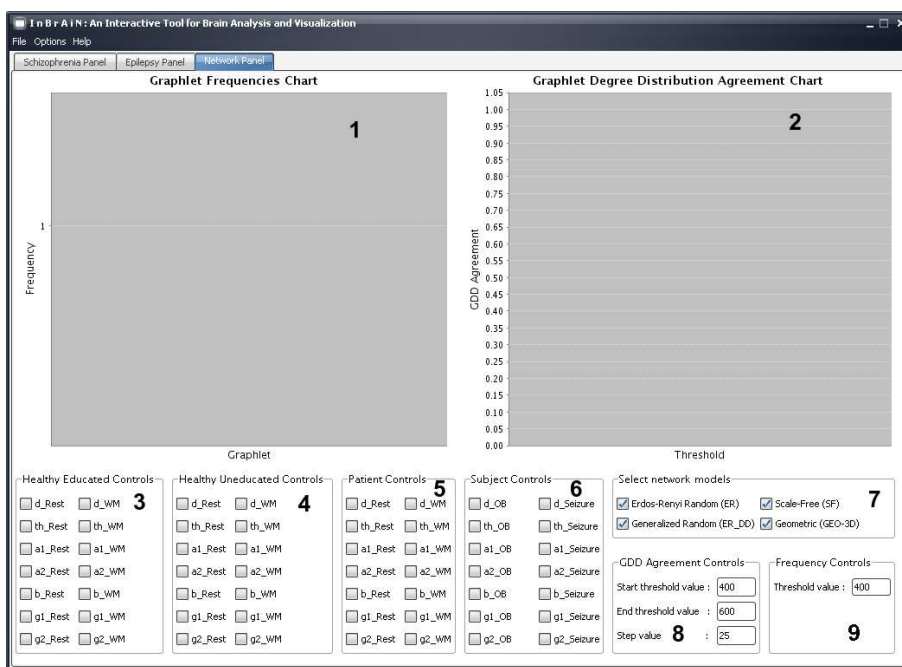 I n B r A i N : An Interactive Tool for Brain Analysis and Visualization
File Options Help
Schizophrenia Panel Epilepsy Panel Network Panel
Graphlet Frequencies Chart
1
1
Frequency
Graphlet
Graphlet Degree Distribution Agreement Chart
2
1.05
1.00
0.95
0.90
0.85
0.80
0.75
0.70
0.65
0.60
0.55
0.50
0.45
0.40
0.35
0.30
0.25
0.20
0.15
0.10
0.05
0.00
GDD Agreement
Threshold
Healthy Educated Controls
3
d_Rest d_WM
th_Rest th_WM
a1_Rest a1_WM
a2_Rest a2_WM
b_Rest b_WM
g1_Rest g1_WM
g2_Rest g2_WM
Healthy Uneducated Controls
4
d_Rest d_WM
th_Rest th_WM
a1_Rest a1_WM
a2_Rest a2_WM
b_Rest b_WM
g1_Rest g1_WM
g2_Rest g2_WM
Patient Controls
5
d_Rest d_WM
th_Rest th_WM
a1_Rest a1_WM
a2_Rest a2_WM
b_Rest b_WM
g1_Rest g1_WM
g2_Rest g2_WM
Subject Controls
6
d_OB d_Seizure
th_OB th_Seizure
a1_OB a1_Seizure
a2_OB a2_Seizure
b_OB b_Seizure
g1_OB g1_Seizure
g2_OB g2_Seizure
Select network models
7
Erdos-Renyi Random (ER) Scale-Free (SF)
Generalized Random (ER_DD) Geometric (GEO-3D)
GDD Agreement Controls
Start threshold value : 400
End threshold value : 600
Step value 8 : 25
Frequency Controls
Threshold value : 400
9